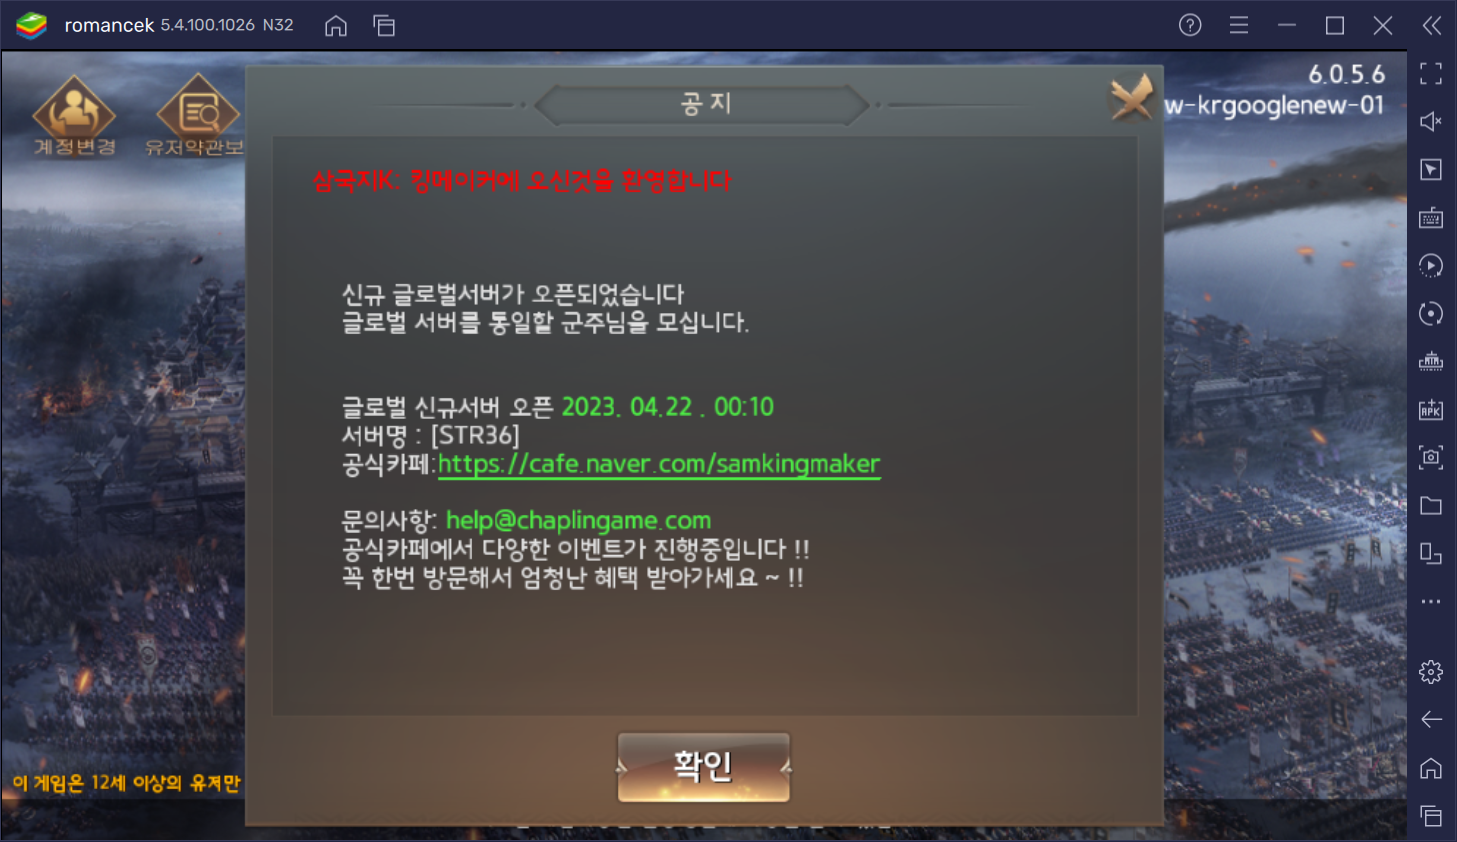 romancek 5.4.100.1026 N32
6.0.5.6
w-krgooglenew-01
계정변경
유저약관보
공지
삼국지K: 킹메이커에 오신것을 환영합니다
신규 글로벌서버가 오픈되었습니다
글로벌 서버를 통일할 군주님을 모십니다.
글로벌 신규서버 오픈 2023. 04.22 . 00:10
서버명 : [STR36]
공식카페:https://cafe.naver.com/samkingmaker
문의사항: help@chaplingame.com
공식카페에서 다양한 이벤트가 진행중입니다 !!
꼭 한번 방문해서 엄청난 혜택 받아가세요 ~ !!
확인
이 게임은 12세 이상의 유저만
APK